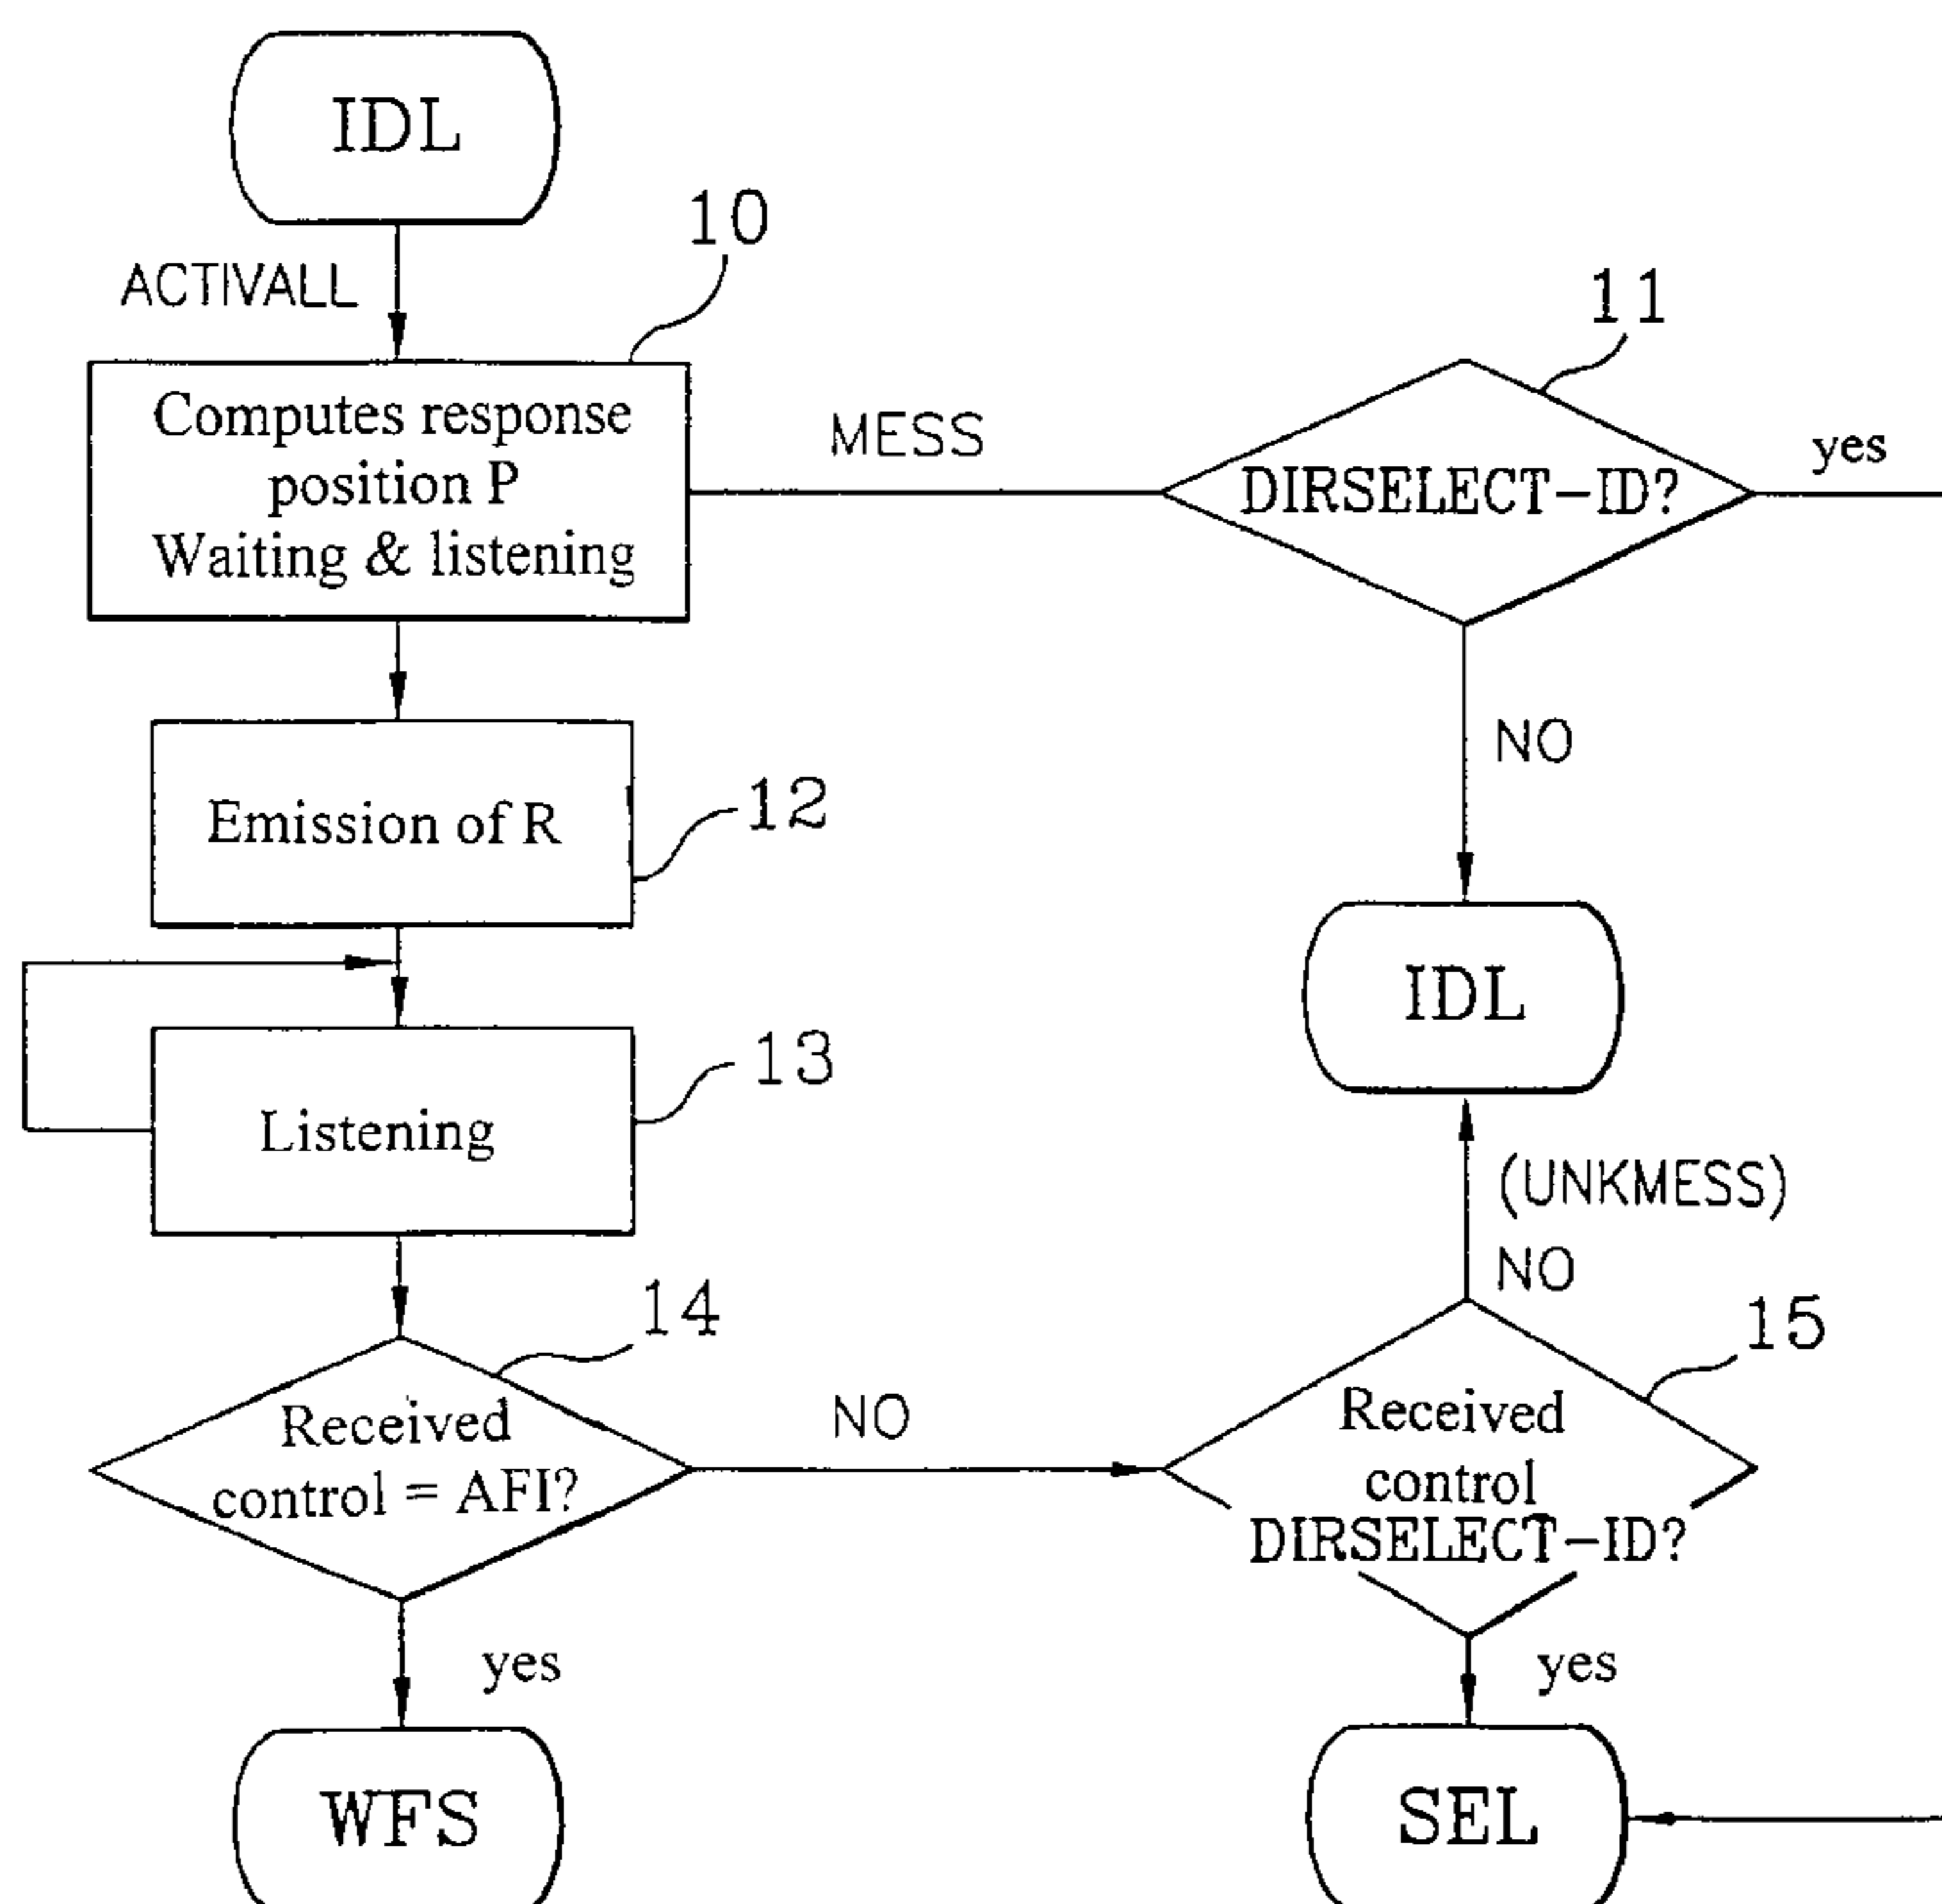 IDL
ACTIVALL
10
Computes response
position P
Waiting & listening
MESS
11
DIRSELECT-ID?
yes
NO
12
Emission of R
IDL
13
Listening
(UNKMESS)
NO
14
Received
control = AFI?
NO
15
Received
control
DIRSELECT-ID?
yes
yes
WFS
SEL